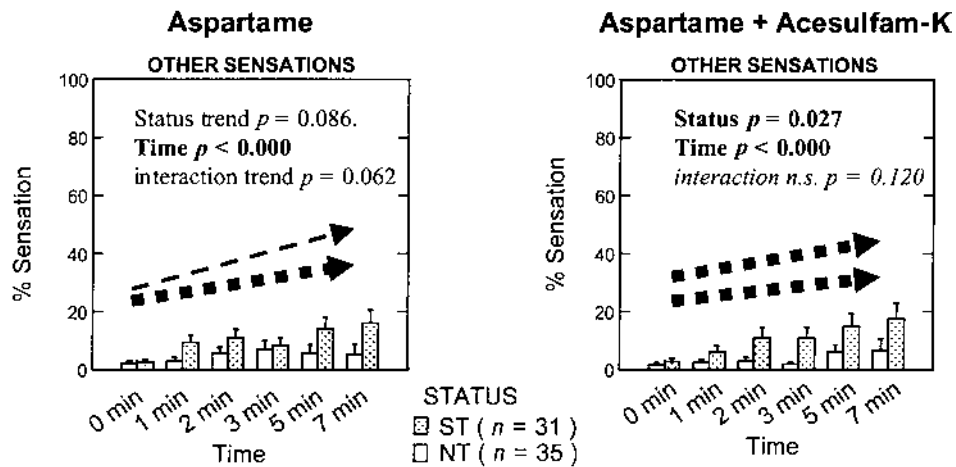 Aspartame
OTHER SENSATIONS
100
80
60
40
20
0
% Sensation
Status trend p = 0.086.
Time p < 0.000
interaction trend p = 0.062
0 min
1 min
2 min
3 min
5 min
7 min
Time
Aspartame + Acesulfam-K
OTHER SENSATIONS
100
80
60
40
20
0
% Sensation
Status p = 0.027
Time p < 0.000
interaction n.s. p = 0.120
0 min
1 min
2 min
3 min
5 min
7 min
Time
STATUS
ST ( n = 31 )
NT ( n = 35 )